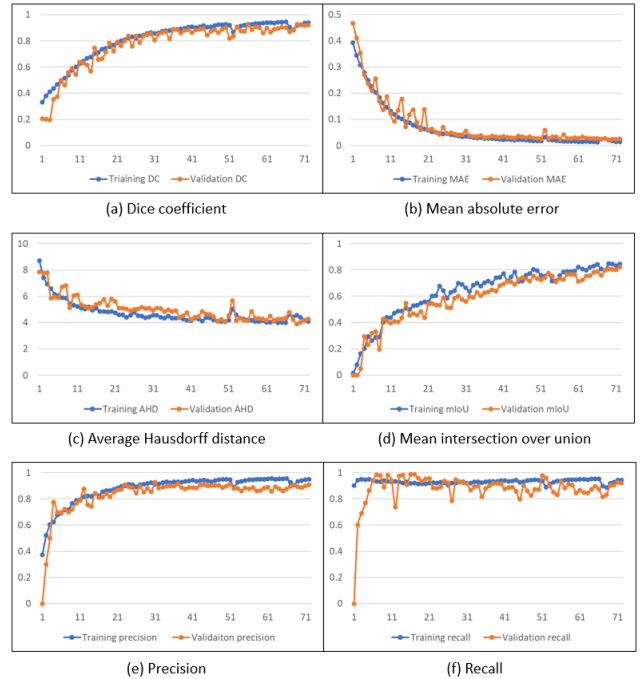 1
0.8
0.6
0.4
0.2
0
1 11 21 31 41 51 61 71
Triaining DC Validation DC
(a) Dice coefficient
0.5
0.4
0.3
0.2
0.1
0
1 11 21 31 41 51 61 71
Training MAE Validation MAE
(b) Mean absolute error
10
8
6
4
2
0
1 11 21 31 41 51 61 71
Training AHD Validation AHD
(c) Average Hausdorff distance
1
0.8
0.6
0.4
0.2
0
1 11 21 31 41 51 61 71
Training mIoU Validation mIoU
(d) Mean intersection over union
1
0.8
0.6
0.4
0.2
0
1 11 21 31 41 51 61 71
Training precision Validaiton precision
(e) Precision
1
0.8
0.6
0.4
0.2
0
1 11 21 31 41 51 61 71
Training recall Validation recall
(f) Recall